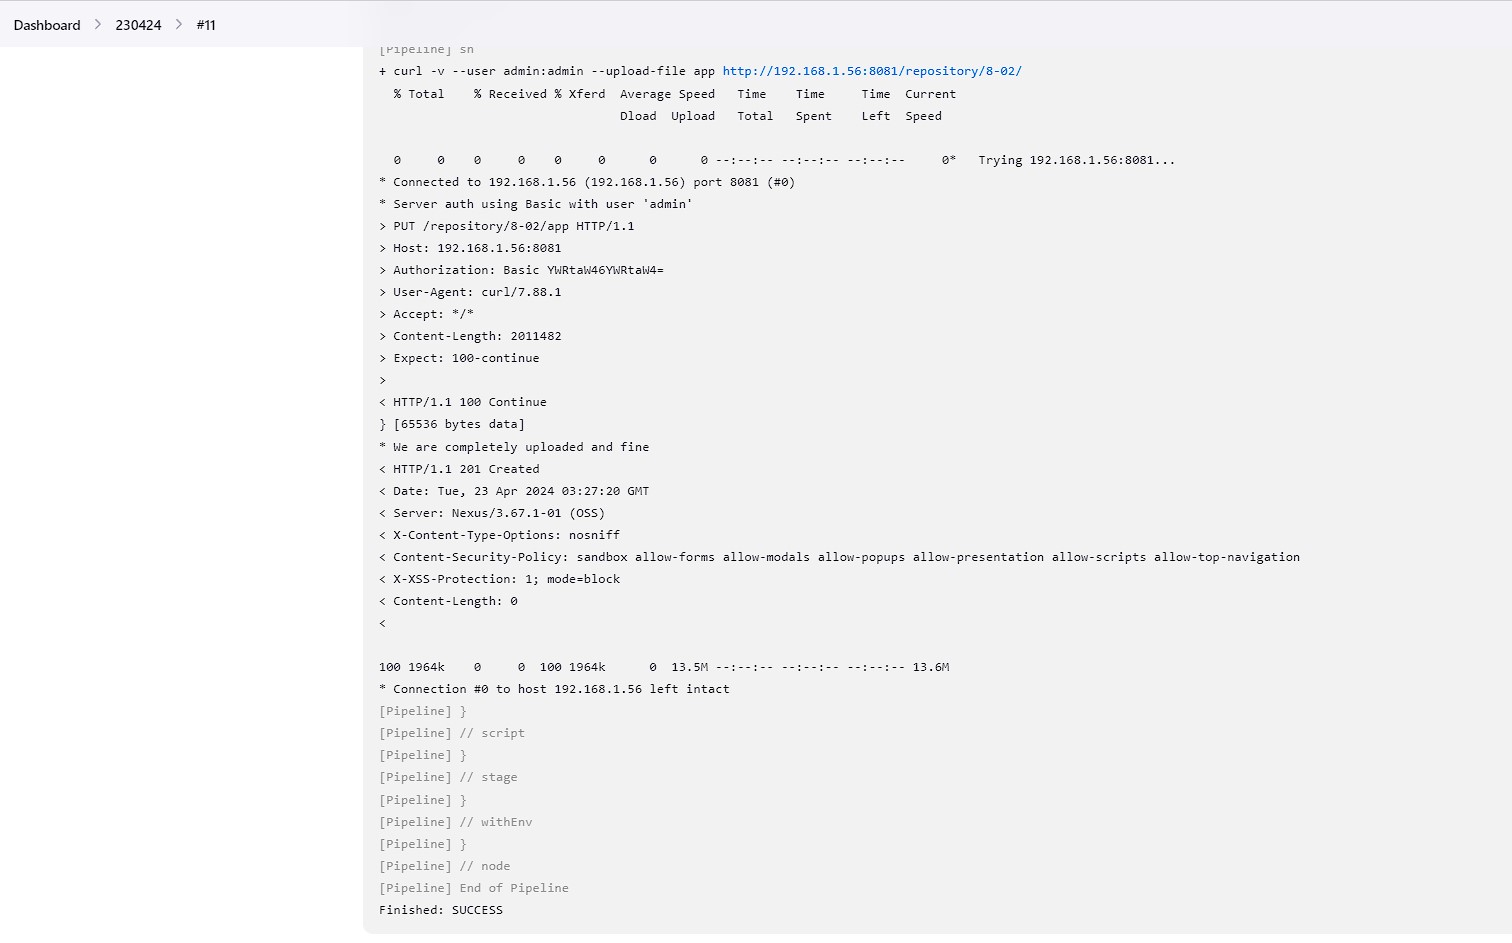 Dashboard > 230424 > #11
[Pipeline] sh
+ curl -v --user admin:admin --upload-file app http://192.168.1.56:8081/repository/8-02/
  % Total    % Received % Xferd  Average Speed   Time    Time     Time  Current
                                 Dload  Upload   Total   Spent    Left  Speed
  0     0    0     0    0     0      0      0 --:--:-- --:--:-- --:--:--     0*   Trying 192.168.1.56:8081...
* Connected to 192.168.1.56 (192.168.1.56) port 8081 (#0)
* Server auth using Basic with user 'admin'
> PUT /repository/8-02/app HTTP/1.1
> Host: 192.168.1.56:8081
> Authorization: Basic YWRtaW46YWRtaW4=
> User-Agent: curl/7.88.1
> Accept: */*
> Content-Length: 2011482
> Expect: 100-continue
>
< HTTP/1.1 100 Continue
} [65536 bytes data]
* We are completely uploaded and fine
< HTTP/1.1 201 Created
< Date: Tue, 23 Apr 2024 03:27:20 GMT
< Server: Nexus/3.67.1-01 (OSS)
< X-Content-Type-Options: nosniff
< Content-Security-Policy: sandbox allow-forms allow-modals allow-popups allow-presentation allow-scripts allow-top-navigation
< X-XSS-Protection: 1; mode=block
< Content-Length: 0
<
100 1964k    0     0  100 1964k      0  13.5M --:--:-- --:--:-- --:--:-- 13.6M
* Connection #0 to host 192.168.1.56 left intact
[Pipeline] }
[Pipeline] // script
[Pipeline] }
[Pipeline] // stage
[Pipeline] }
[Pipeline] // withEnv
[Pipeline] }
[Pipeline] // node
[Pipeline] End of Pipeline
Finished: SUCCESS